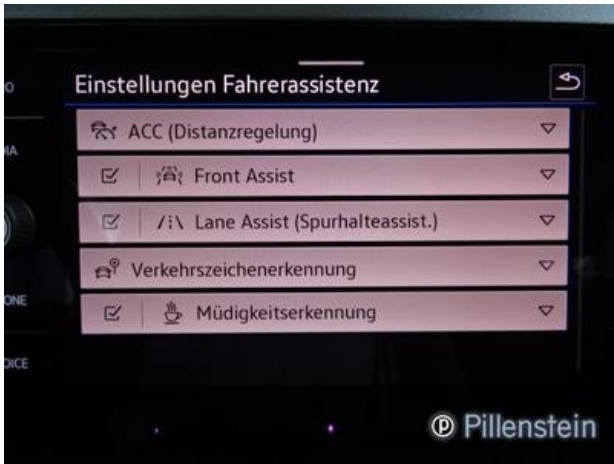 Einstellungen Fahrerassistenz
ACC (Distanzregelung)
Front Assist
Lane Assist (Spurhalteassist.)
Verkehrszeichenerkennung
Müdigkeitserkennung
Pillenstein